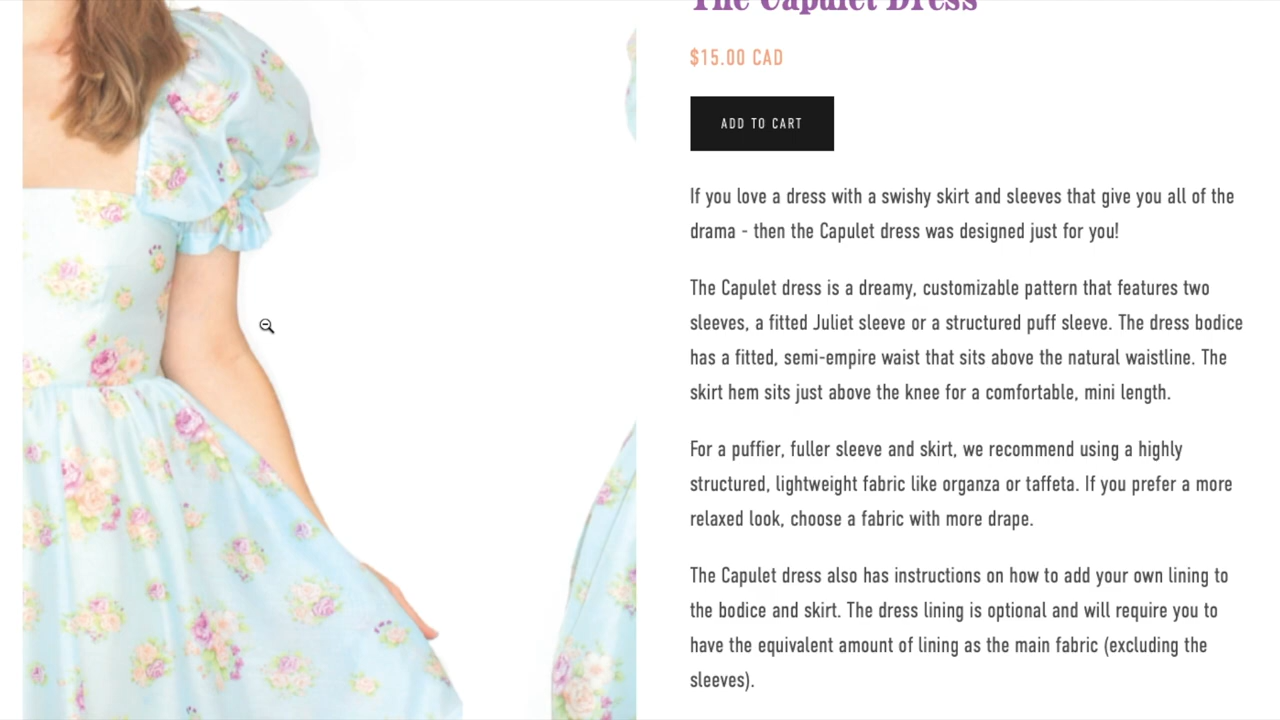 The Capulet Dress
$15.00 CAD
ADD TO CART
If you love a dress with a swishy skirt and sleeves that give you all of the
drama - then the Capulet dress was designed just for you!
The Capulet dress is a dreamy, customizable pattern that features two
sleeves, a fitted Juliet sleeve or a structured puff sleeve. The dress bodice
has a fitted, semi-empire waist that sits above the natural waistline. The
skirt hem sits just above the knee for a comfortable, mini length.
For a puffier, fuller sleeve and skirt, we recommend using a highly
structured, lightweight fabric like organza or taffeta. If you prefer a more
relaxed look, choose a fabric with more drape.
The Capulet dress also has instructions on how to add your own lining to
the bodice and skirt. The dress lining is optional and will require you to
have the equivalent amount of lining as the main fabric (excluding the
sleeves).